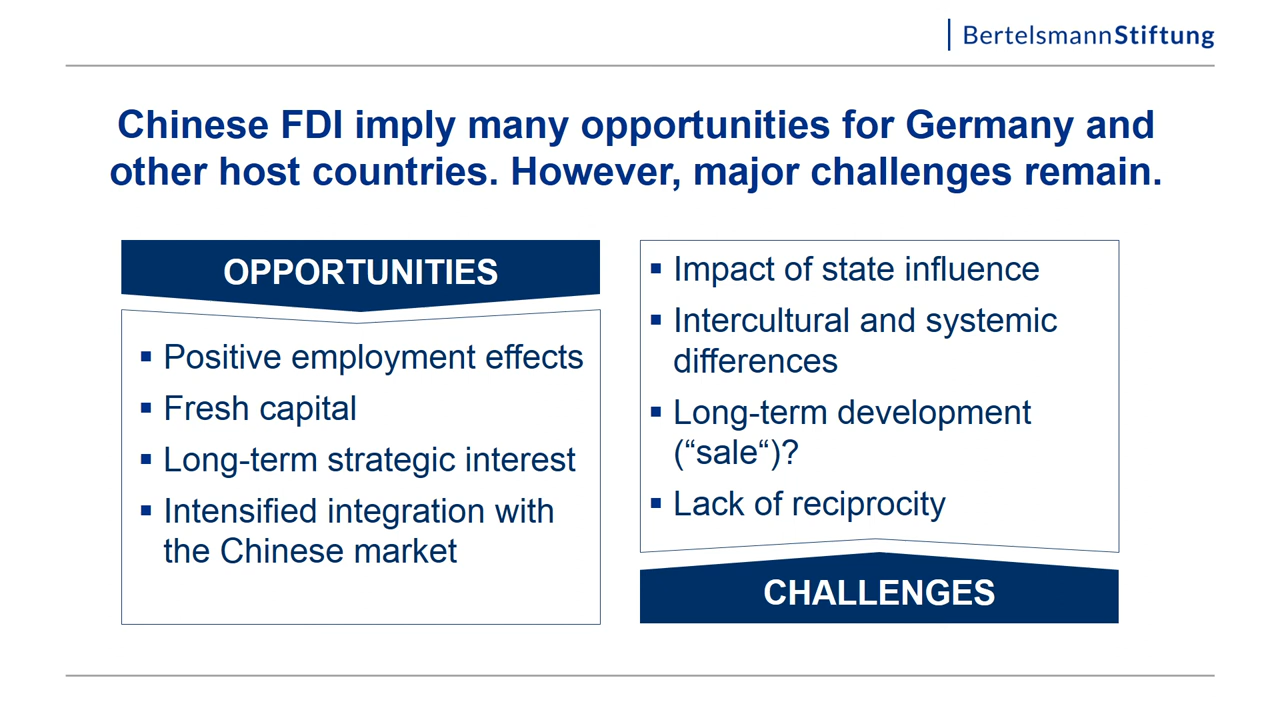 BertelsmannStiftung
Chinese FDI imply many opportunities for Germany and
other host countries. However, major challenges remain.
OPPORTUNITIES
▪ Positive employment effects
▪ Fresh capital
▪ Long-term strategic interest
▪ Intensified integration with
the Chinese market
▪ Impact of state influence
▪ Intercultural and systemic
differences
▪ Long-term development
(“sale“)?
▪ Lack of reciprocity
CHALLENGES